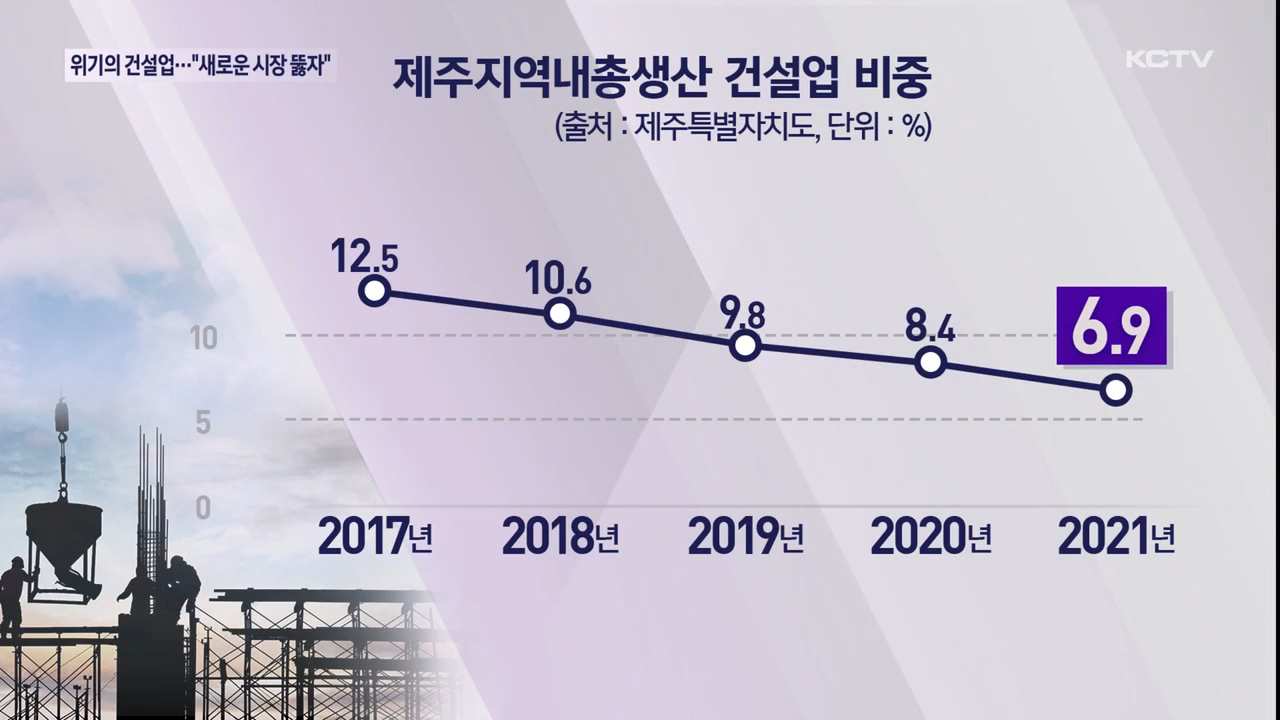 위기의 건설업…"새로운 시장 뚫자"
KCTV
제주지역내총생산 건설업 비중
(출처 : 제주특별자치도, 단위 : %)
12.5
10.6
9.8
8.4
6.9
10
5
0
2017년 2018년 2019년 2020년 2021년